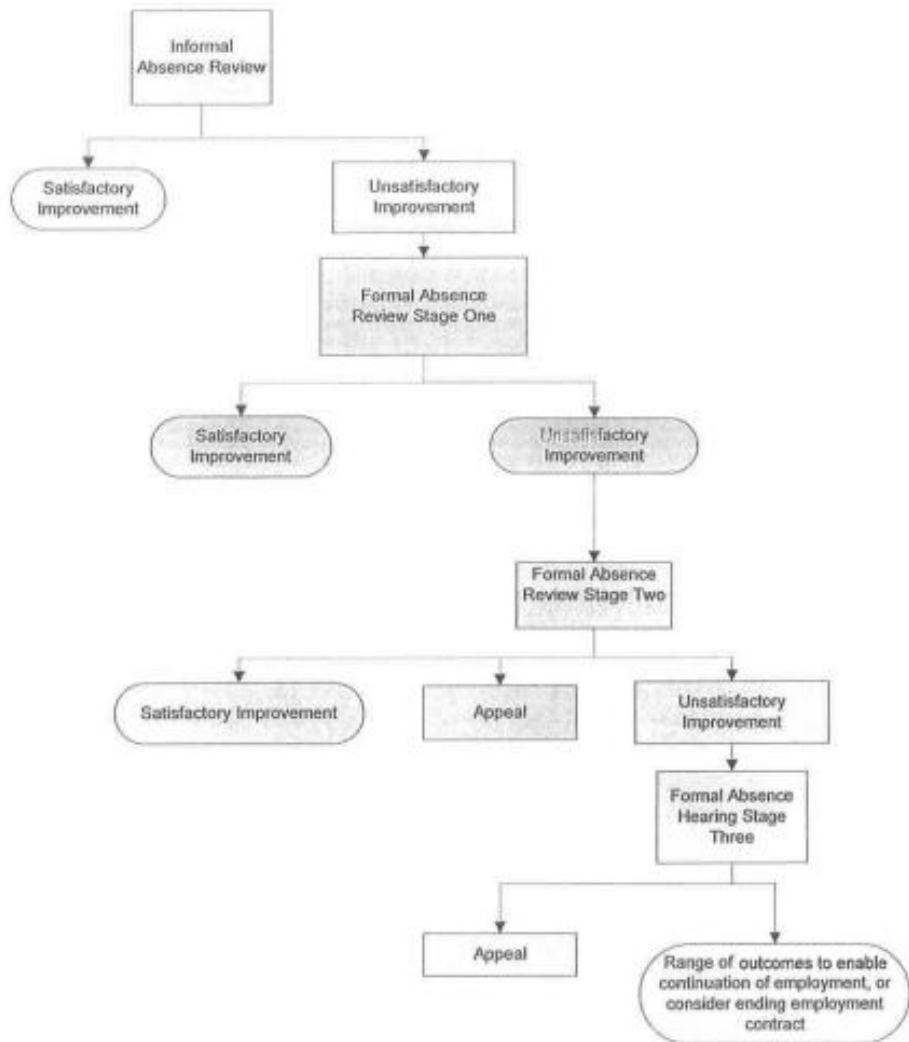 Informal
Absence Review
Satisfactory
Improvement
Unsatisfactory
Improvement
Formal Absence
Review Stage One
Satisfactory
Improvement
Unsatisfactory
Improvement
Formal Absence
Review Stage Two
Satisfactory Improvement
Appeal
Unsatisfactory
Improvement
Formal Absence
Hearing Stage
Three
Appeal
Range of outcomes to enable
continuation of employment, or
consider ending employment
contract